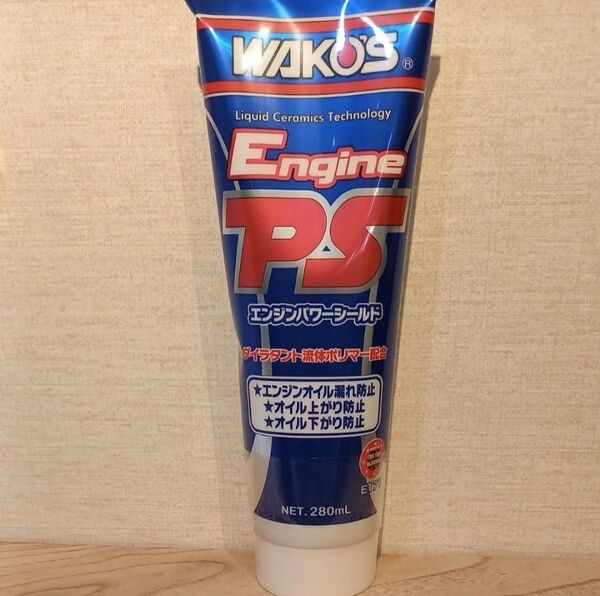 WAKO'S®
Liquid Ceramics Technology
Engine
PS
エンジンパワーシールド
ダイラタント流体ポリマー配合
★エンジンオイル漏れ防止
★オイル上がり防止
★オイル下がり防止
NET. 280mL